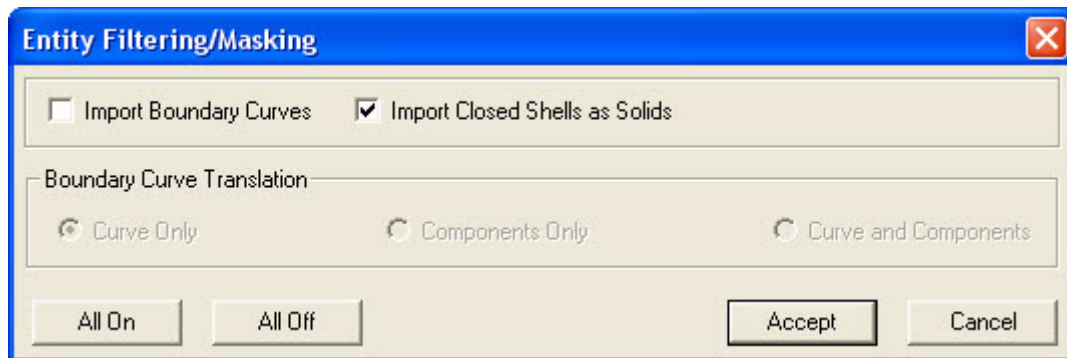 Entity Filtering/Masking
Import Boundary Curves Import Closed Shells as Solids
Boundary Curve Translation
Curve Only Components Only Curve and Components
All On All Off Accept Cancel